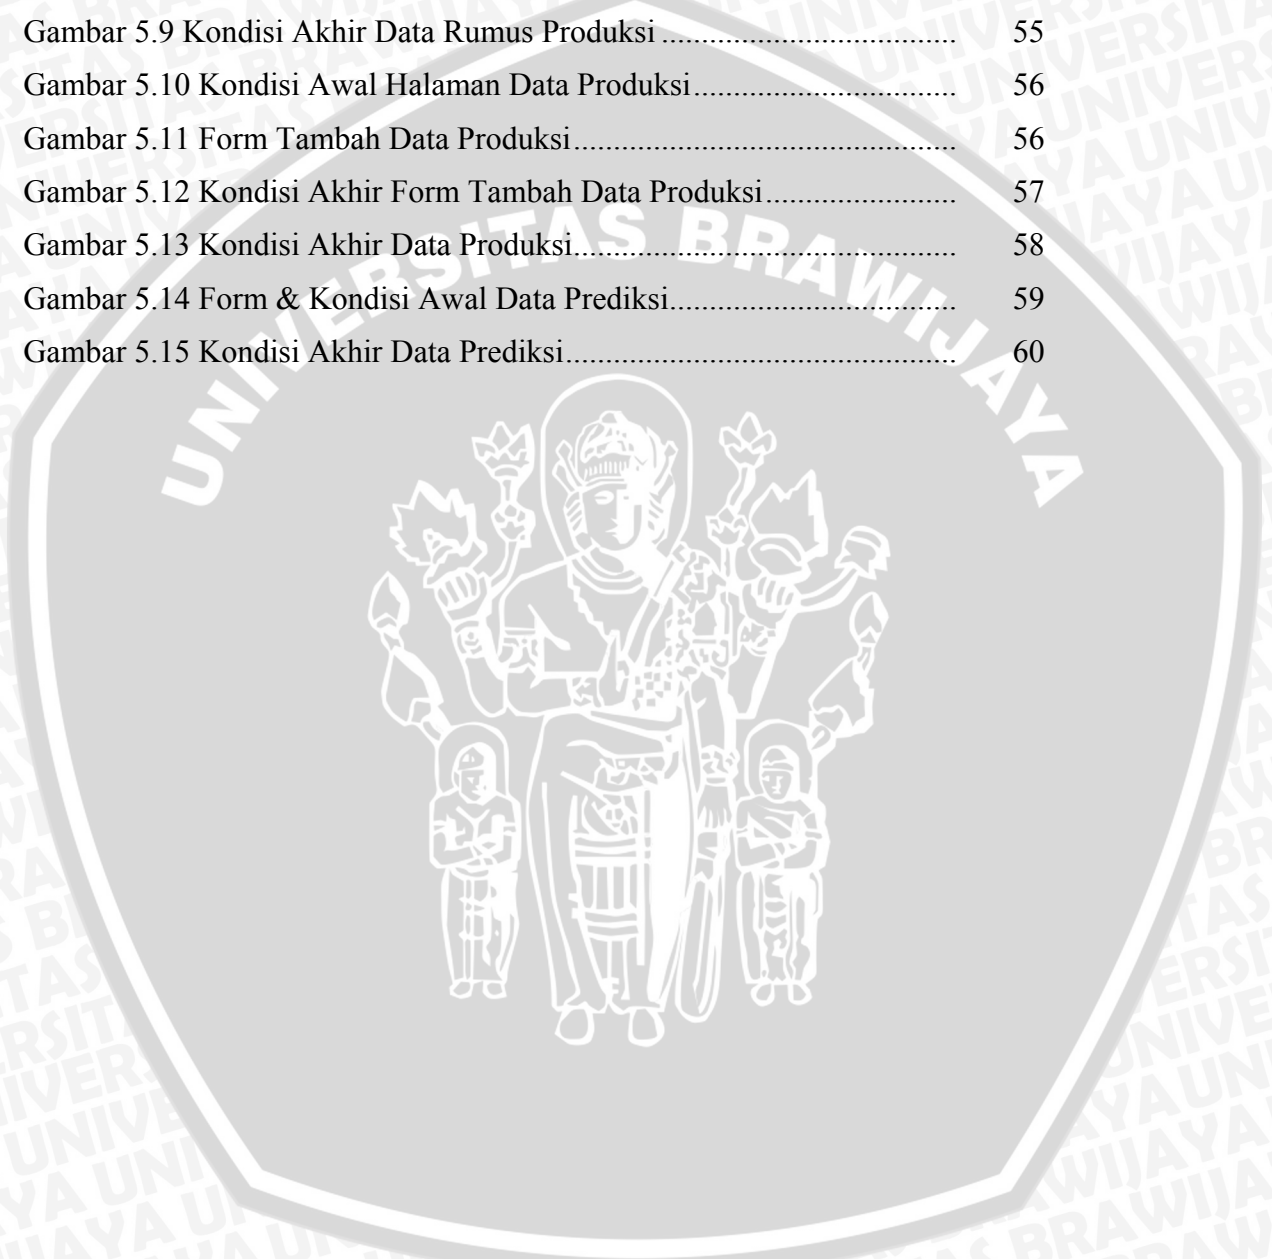 Gambar 5.9 Kondisi Akhir Data Rumus Produksi .................................... 55
Gambar 5.10 Kondisi Awal Halaman Data Produksi ................................ 56
Gambar 5.11 Form Tambah Data Produksi ............................................... 56
Gambar 5.12 Kondisi Akhir Form Tambah Data Produksi ....................... 57
Gambar 5.13 Kondisi Akhir Data Produksi ............................................... 58
Gambar 5.14 Form & Kondisi Awal Data Prediksi ................................... 59
Gambar 5.15 Kondisi Akhir Data Prediksi ................................................ 60
UNIVERSITAS BRAWIJAYA